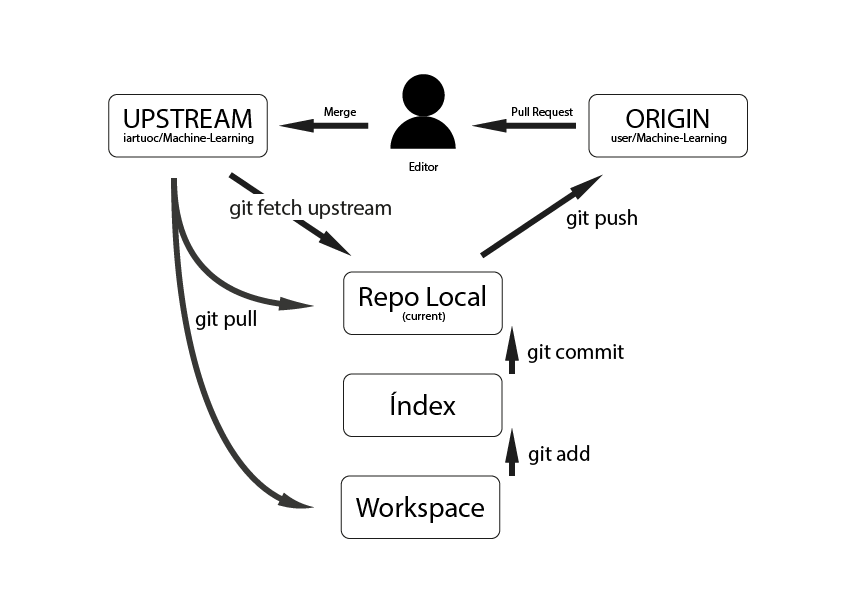 UPSTREAM
iartuoc/Machine-Learning
Merge
Editor
Pull Request
ORIGIN
user/Machine-Learning
git fetch upstream
git push
git pull
Repo Local
(current)
git commit
Índex
git add
Workspace